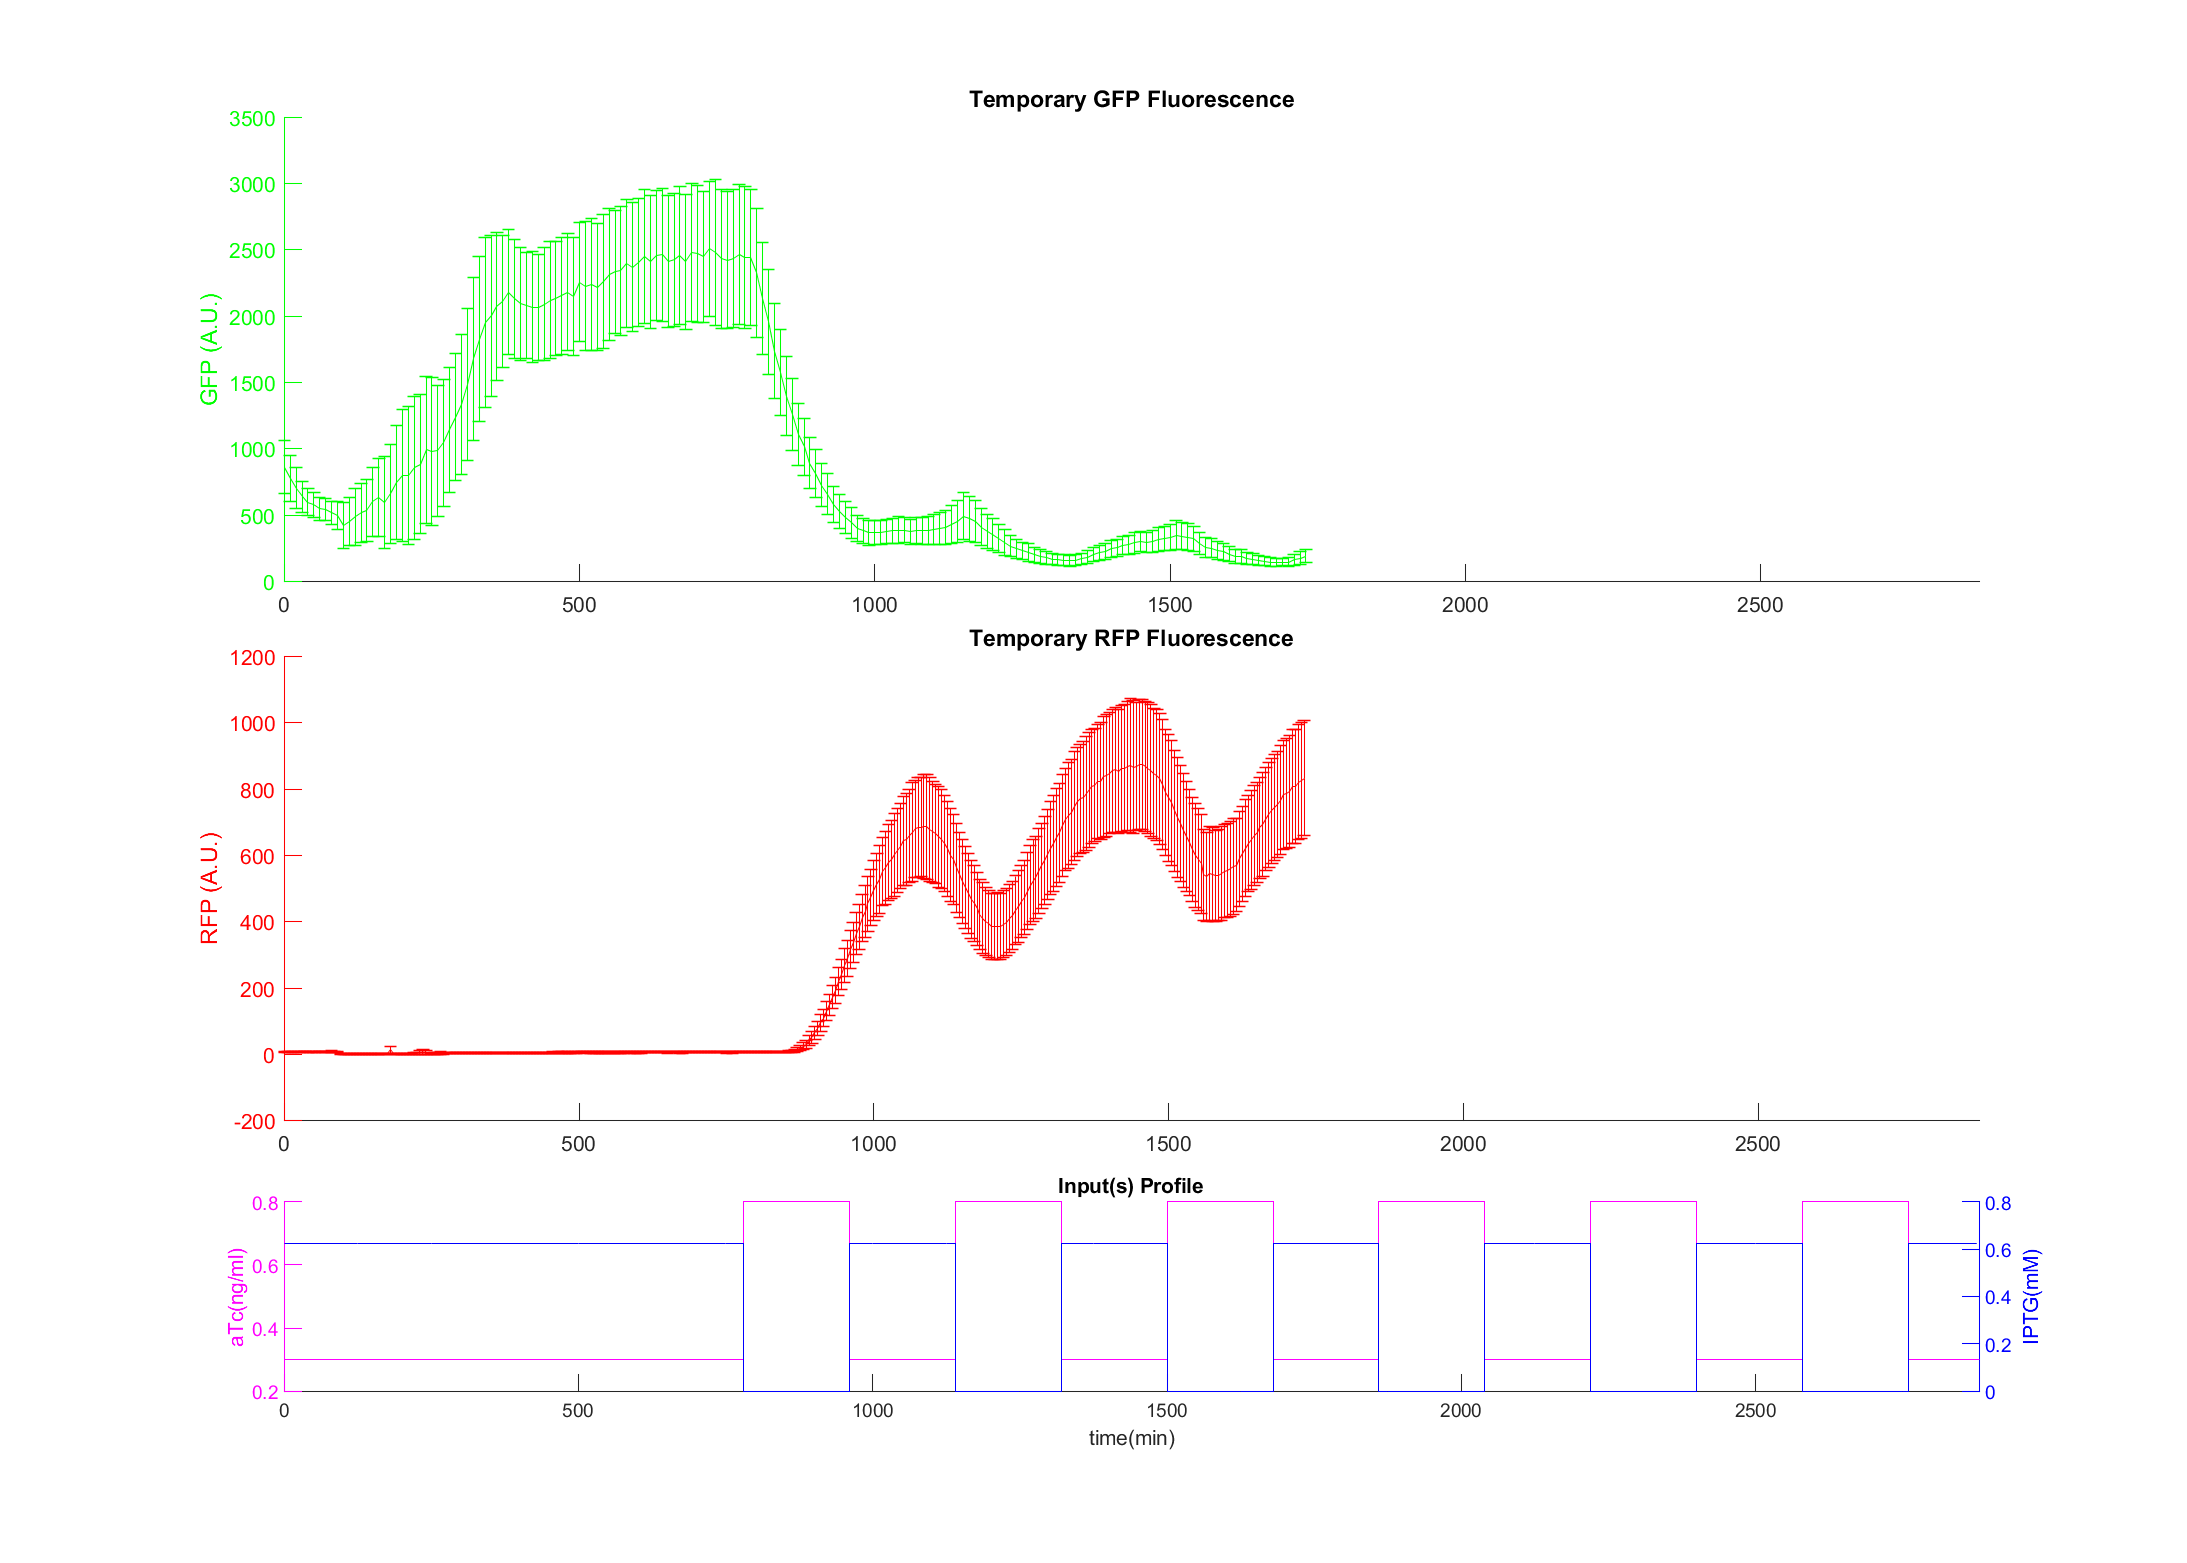 Temporary GFP Fluorescence
3500
3000
2500
2000
1500
1000
500
0
GFP (A.U.)
0 500 1000 1500 2000 2500
Temporary RFP Fluorescence
1200
1000
800
600
400
200
0
-200
RFP (A.U.)
0 500 1000 1500 2000 2500
Input(s) Profile
0.8
0.6
0.4
0.2
aTc(ng/ml)
0.8
0.6
0.4
0.2
0
IPTG(mM)
0 500 1000 1500 2000 2500
time(min)